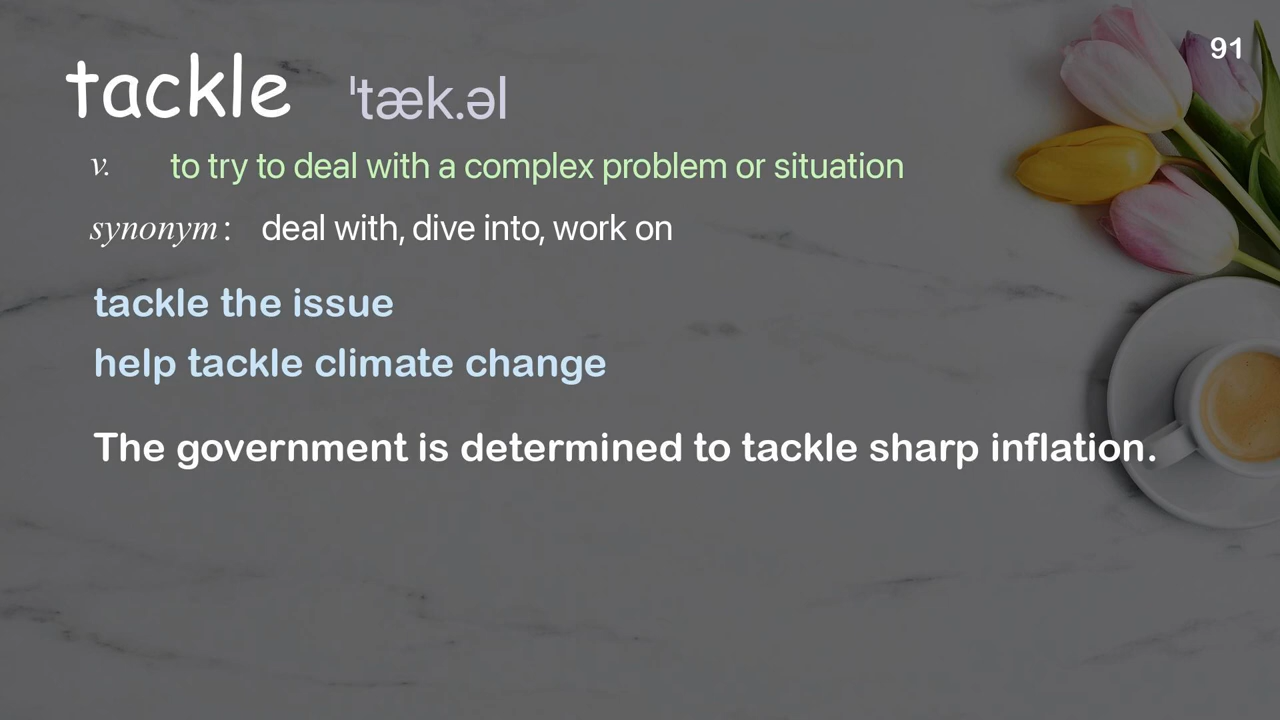 91
tackle ˈtæk.əl
v. to try to deal with a complex problem or situation
synonym: deal with, dive into, work on
tackle the issue
help tackle climate change
The government is determined to tackle sharp inflation.